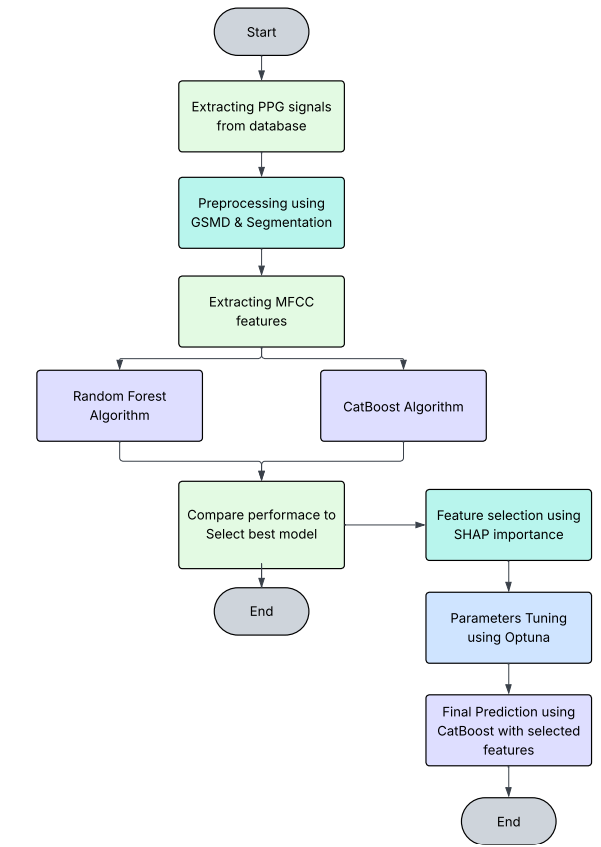 Start
Extracting PPG signals
from database
Preprocessing using
GSMD & Segmentation
Extracting MFCC
features
Random Forest
Algorithm
CatBoost Algorithm
Compare performace to
Select best model
Feature selection using
SHAP importance
End
Parameters Tuning
using Optuna
Final Prediction using
CatBoost with selected
features
End